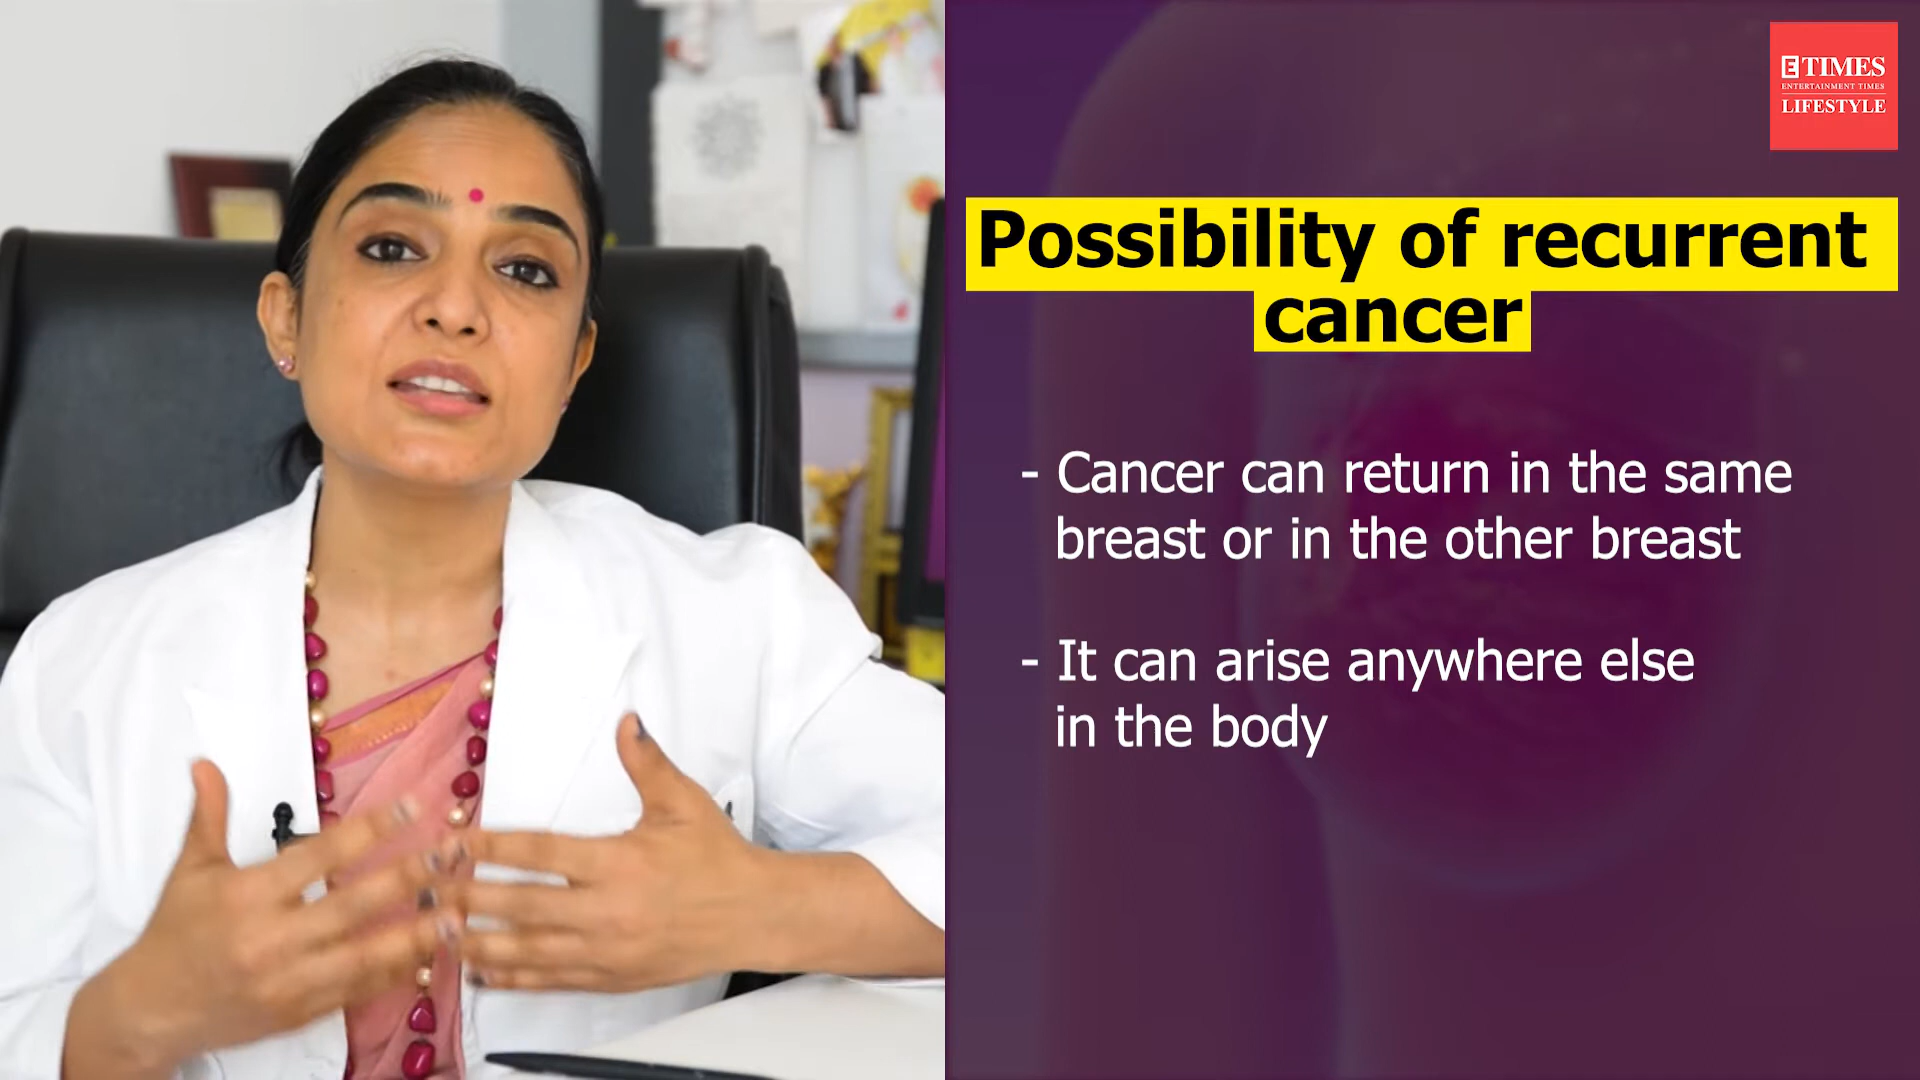 ETIMES
ENTERTAINMENT TIMES
LIFESTYLE
Possibility of recurrent
cancer
- Cancer can return in the same
breast or in the other breast
- It can arise anywhere else
in the body